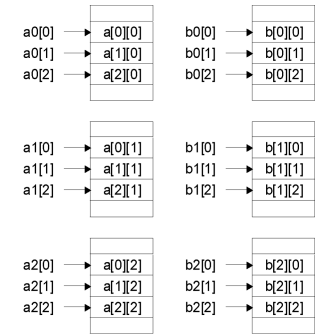 a0[0] a[0][0] b0[0] b[0][0]
a0[1] a[1][0] b0[1] b[0][1]
a0[2] a[2][0] b0[2] b[0][2]
a1[0] a[0][1] b1[0] b[1][0]
a1[1] a[1][1] b1[1] b[1][1]
a1[2] a[2][1] b1[2] b[1][2]
a2[0] a[0][2] b2[0] b[2][0]
a2[1] a[1][2] b2[1] b[2][1]
a2[2] a[2][2] b2[2] b[2][2]